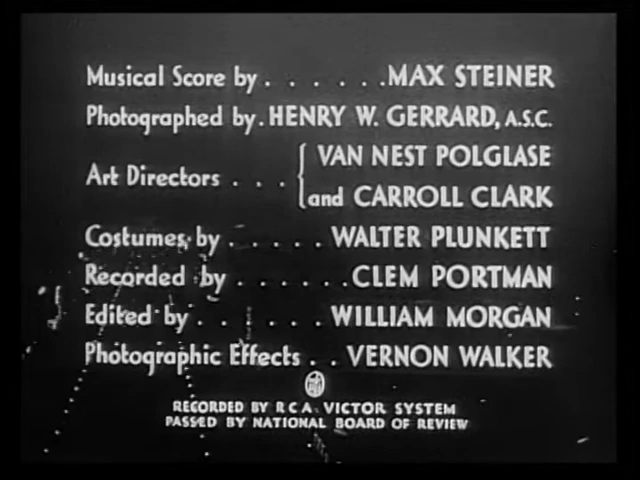 Musical Score by . . . . . . MAX STEINER
Photographed by. HENRY W. GERRARD, A.S.C.
Art Directors . . . { VAN NEST POLGLASE
and CARROLL CLARK
Costumes by . . . . . WALTER PLUNKETT
Recorded by . . . . . . CLEM PORTMAN
Edited by . . . . . . WILLIAM MORGAN
Photographic Effects . . VERNON WALKER
RECORDED BY R C A VICTOR SYSTEM
PASSED BY NATIONAL BOARD OF REVIEW